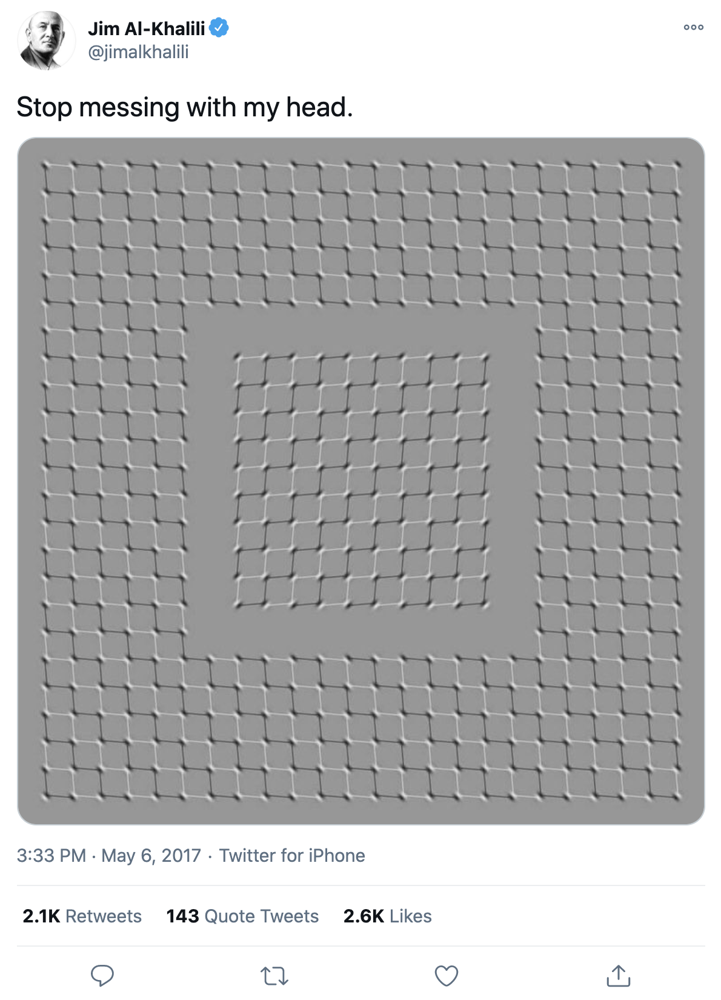 Jim Al-Khalili
@jimalkhalili
Stop messing with my head.
3:33 PM · May 6, 2017 · Twitter for iPhone
2.1K Retweets 143 Quote Tweets 2.6K Likes